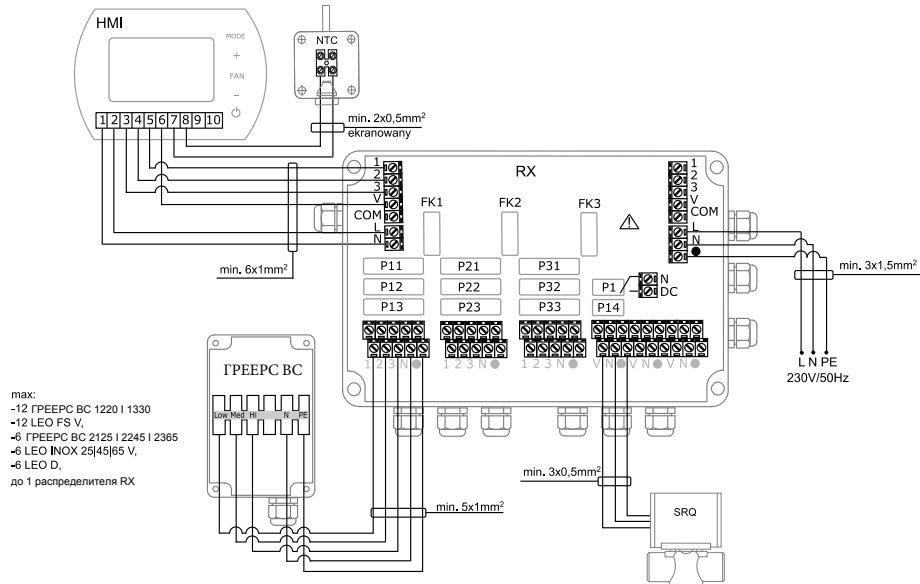 HMI
MODE
+
FAN
−
1 2 3 4 5 6 7 8 9 10
NTC
min. 2x0,5mm²
ekranowany
min. 6x1mm²
RX
1
2
3
V
COM
L
N
FK1
FK2
FK3
1
2
3
V
COM
L
N
P11
P21
P31
P12
P22
P32
P13
P23
P33
P1
P14
N
DC
1 2 3 N
1 2 3 N
1 2 3 N
V N V N V N
min. 3x1,5mm²
L N PE
230V/50Hz
ГРЕЕРС ВС
Low Med Hi N PE
max:
-12 ГРЕЕРС ВС 1220 I 1330
-12 LEO FS V,
-6 ГРЕЕРС ВС 2125 I 2245 I 2365
-6 LEO INOX 25|45|65 V,
-6 LEO D,
до 1 распределителя RX
min. 5x1mm²
min. 3x0,5mm²
SRQ